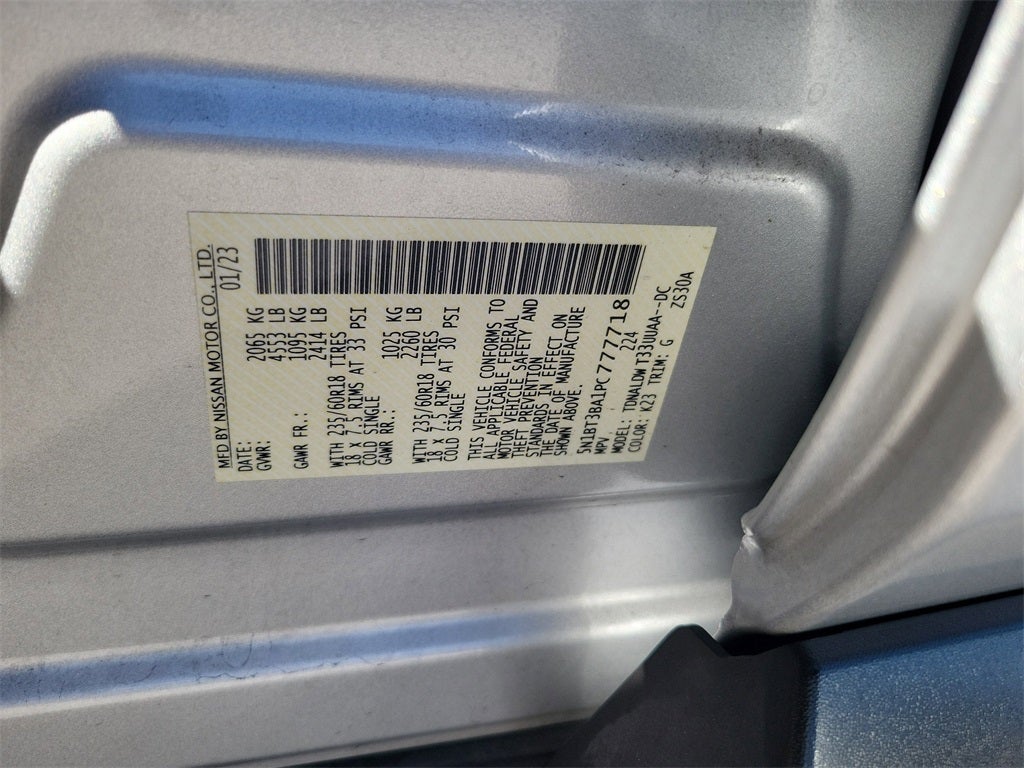 MFD BY NISSAN MOTOR CO., LTD.
DATE: 01/23
GVWR: 2065 KG
4553 LB
GAWR FR.: 1095 KG
2414 LB
WITH 235/60R18 TIRES
18 X 7.5 RIMS AT 33 PSI
COLD SINGLE
GAWR RR.: 1025 KG
2260 LB
WITH 235/60R18 TIRES
18 X 7.5 RIMS AT 30 PSI
COLD SINGLE
THIS VEHICLE CONFORMS TO
ALL APPLICABLE FEDERAL
MOTOR VEHICLE SAFETY AND
THEFT PREVENTION
STANDARDS IN EFFECT ON
THE DATE OF MANUFACTURE
SHOWN ABOVE.
5N1BT3BA1PC777718
MPV 224
MODEL: TDNALDW T33UUAA--DC
COLOR: K23 TRIM: G ZS30A